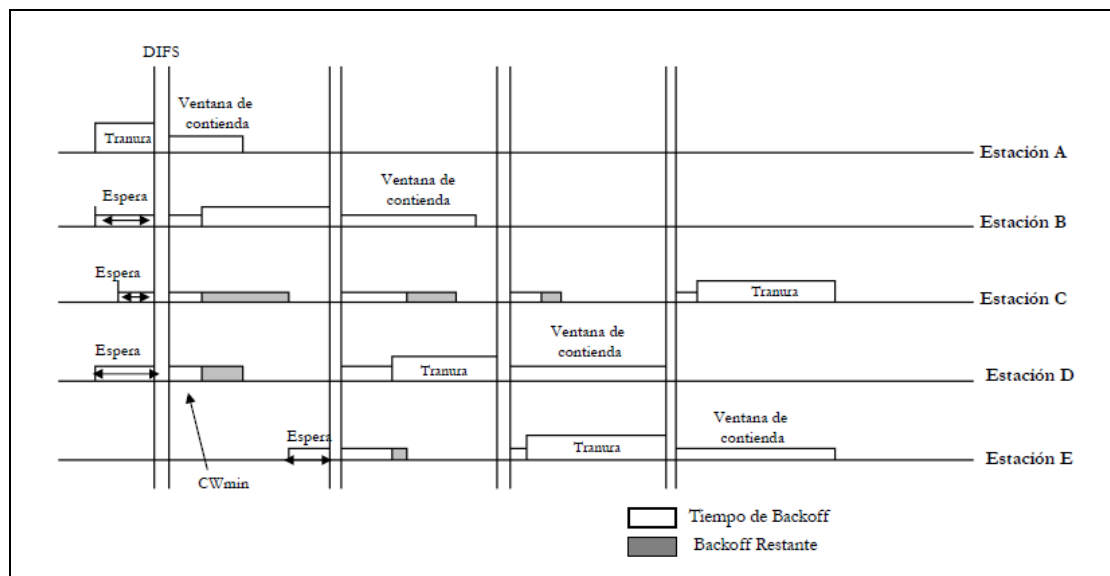 DIFS
Ventana de
contienda
Tranura
Estación A
Espera
Ventana de
contienda
Estación B
Espera
Tranura
Estación C
Espera
Ventana de
contienda
Tranura
Estación D
Espera
Tranura
Ventana de
contienda
Estación E
CWmin
Tiempo de Backoff
Backoff Restante